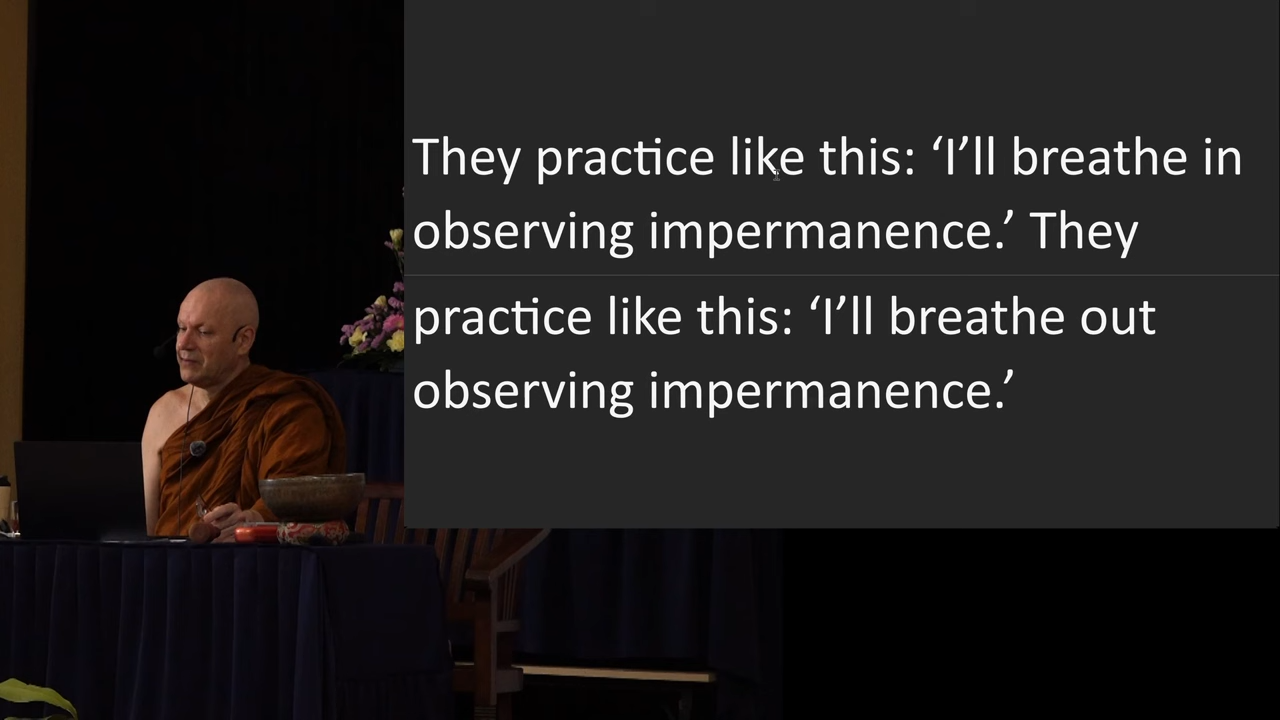 They practice like this: ‘I’ll breathe in
observing impermanence.’ They
practice like this: ‘I’ll breathe out
observing impermanence.’